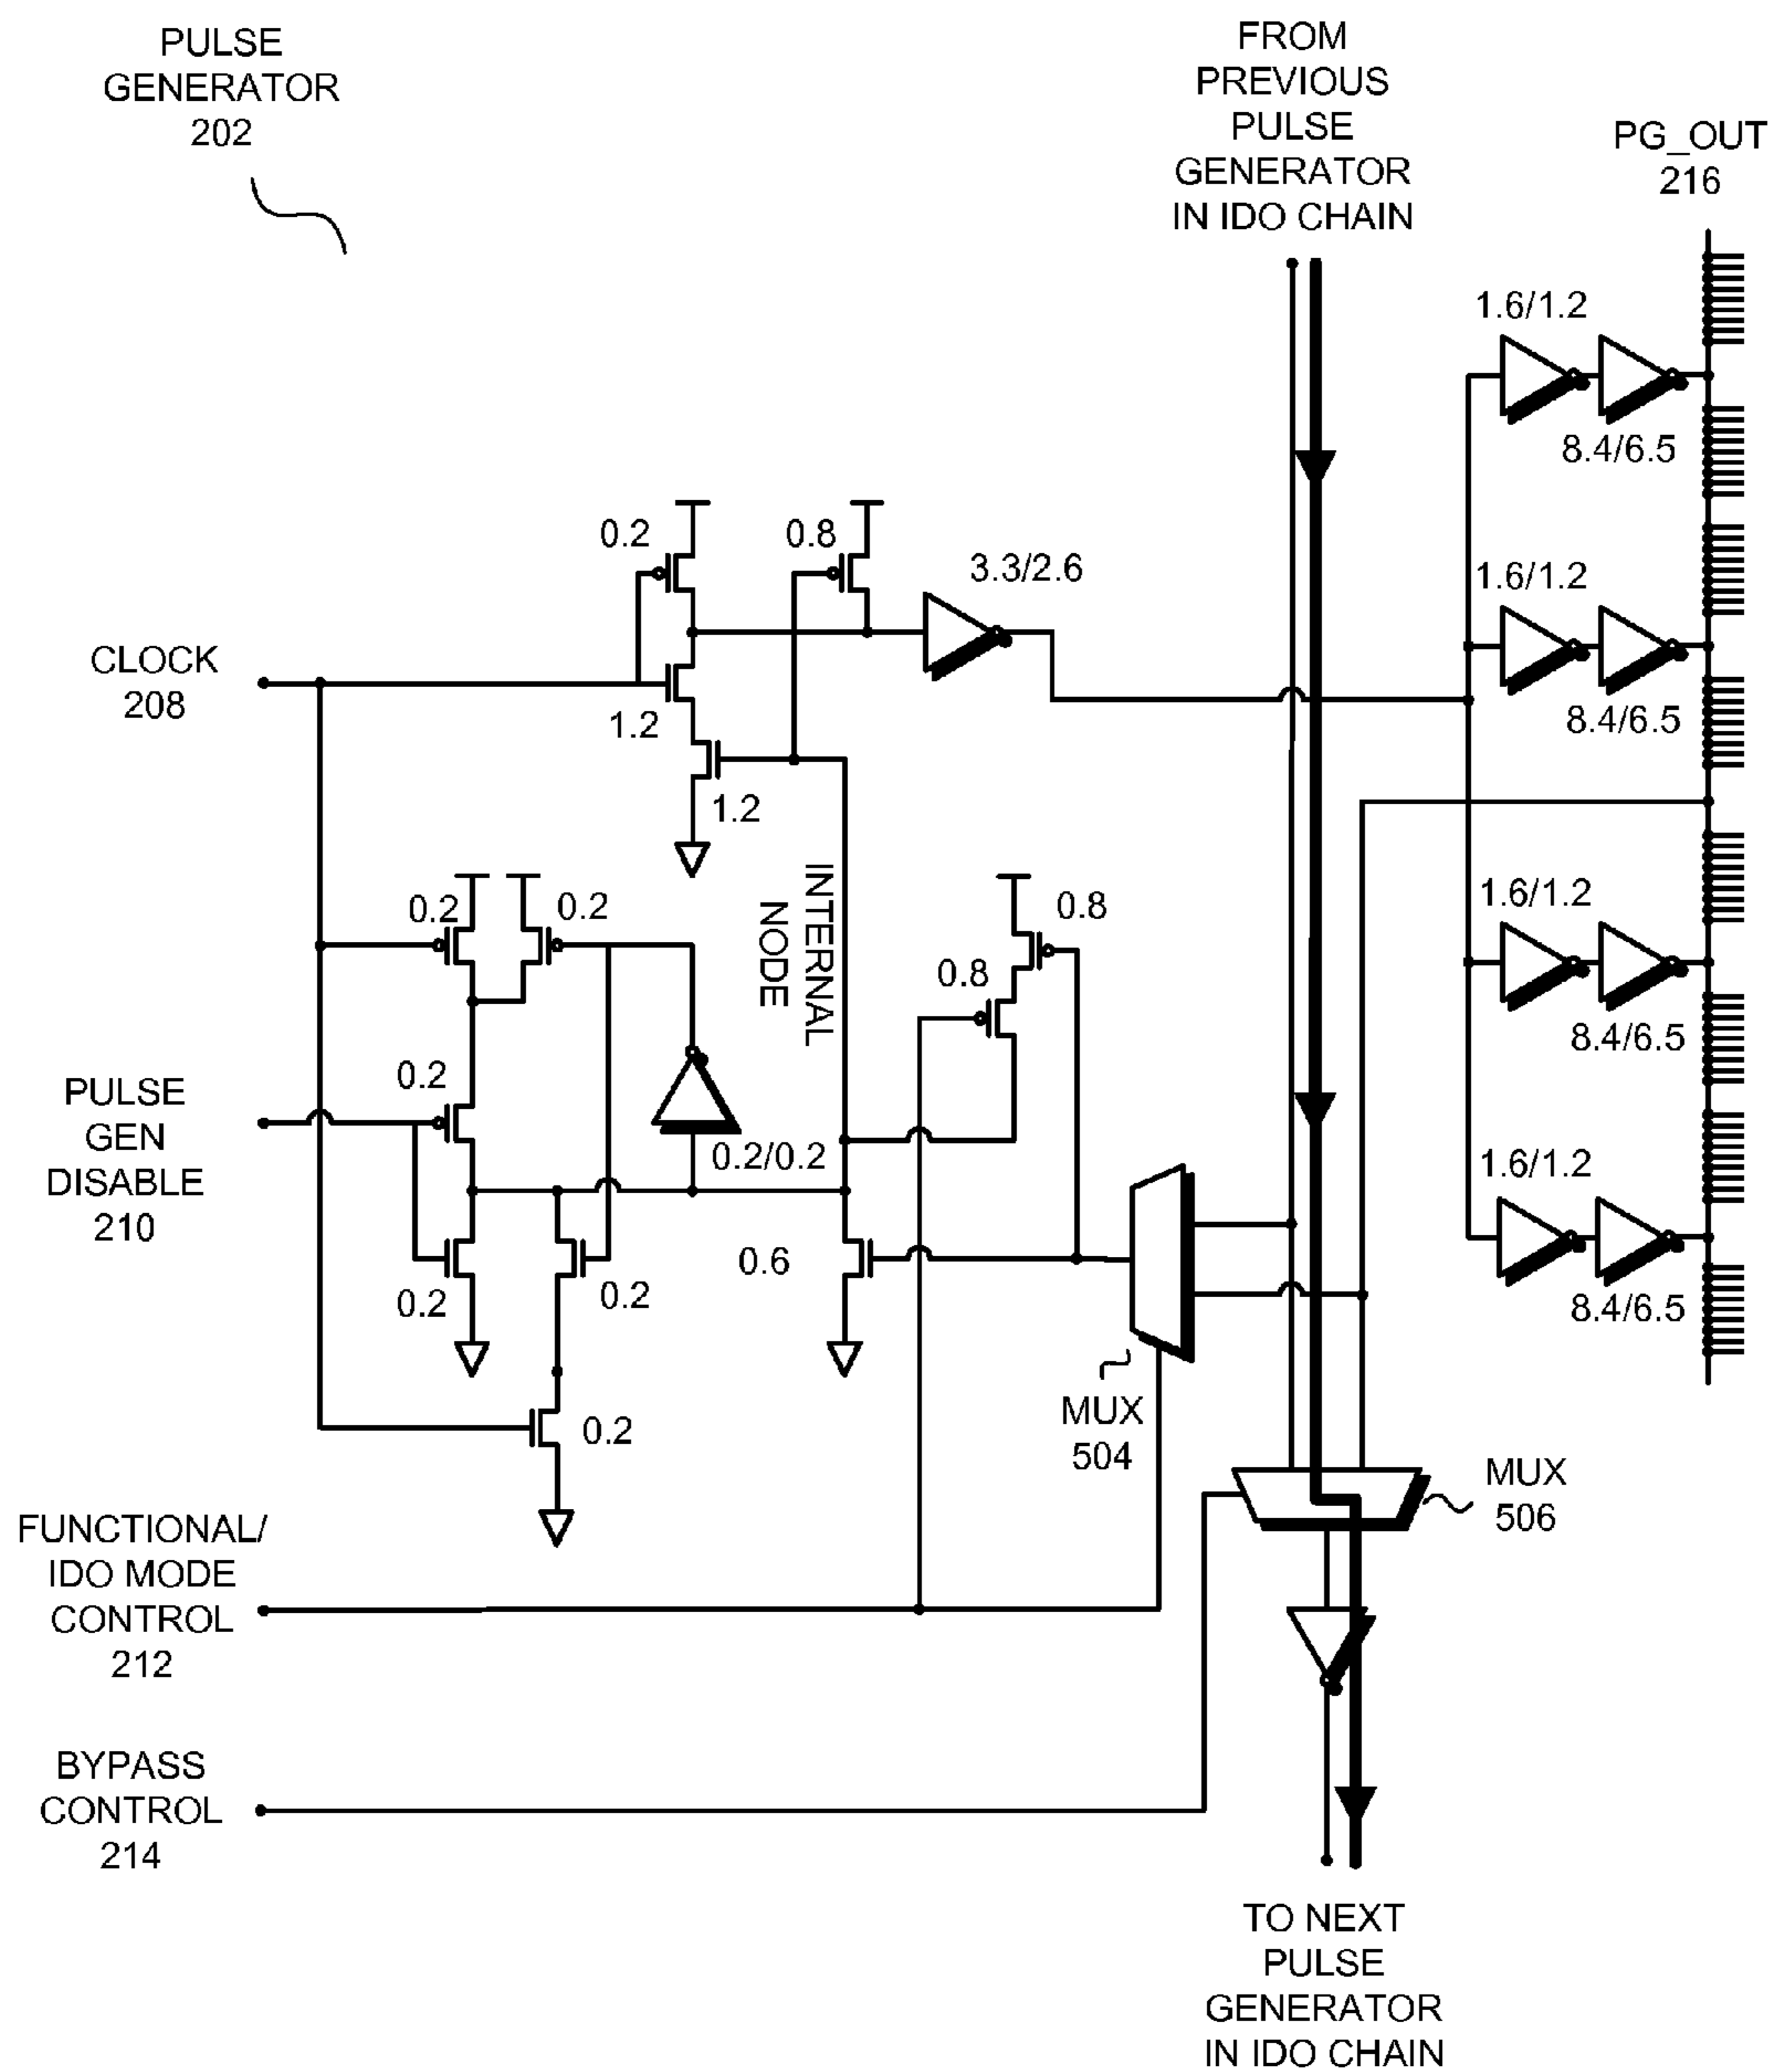 PULSE
GENERATOR
202
FROM
PREVIOUS
PULSE
GENERATOR
IN IDO CHAIN
PG_OUT
216
1.6/1.2
8.4/6.5
0.2
0.8
3.3/2.6
1.6/1.2
8.4/6.5
CLOCK
208
1.2
1.2
INTERNAL
NODE
0.2
0.2
0.8
0.8
1.6/1.2
8.4/6.5
PULSE
GEN
DISABLE
210
0.2
0.2/0.2
1.6/1.2
8.4/6.5
0.2
0.2
0.6
0.2
MUX
504
MUX
506
FUNCTIONAL/
IDO MODE
CONTROL
212
BYPASS
CONTROL
214
TO NEXT
PULSE
GENERATOR
IN IDO CHAIN